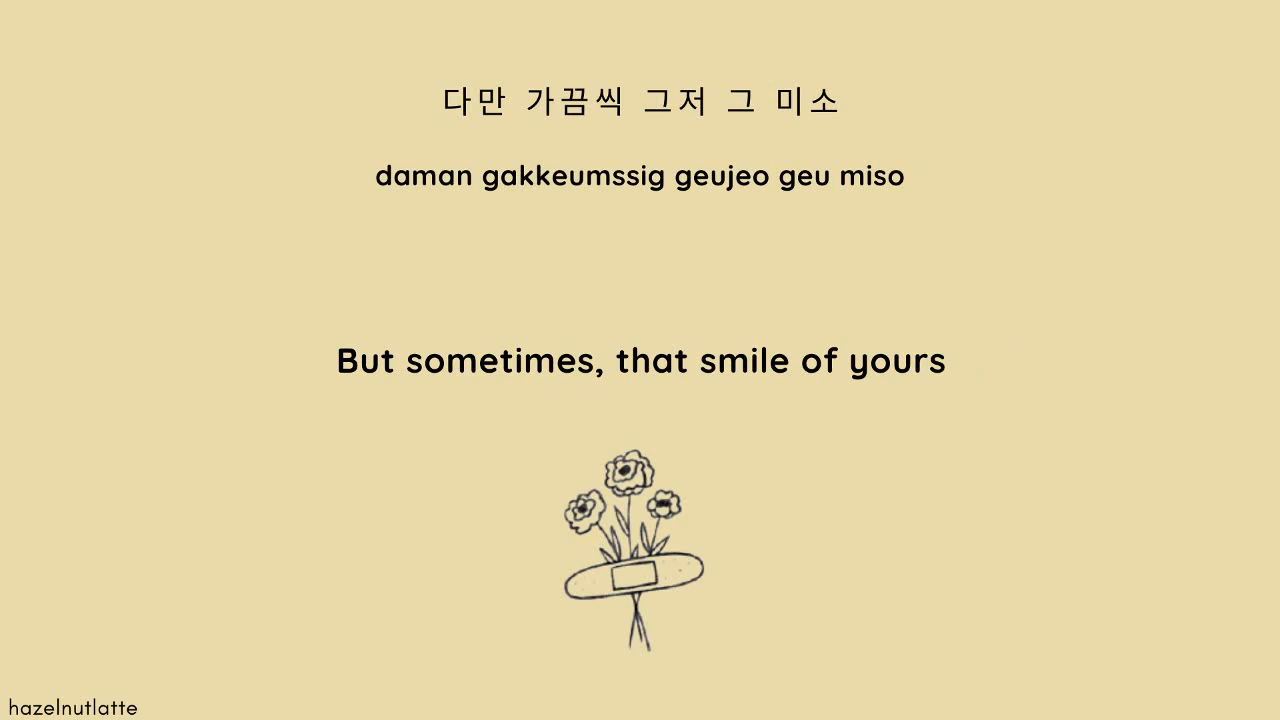 다만 가끔씩 그저 그 미소
daman gakkeumssig geujeo geu miso
But sometimes, that smile of yours
hazelnutlatte